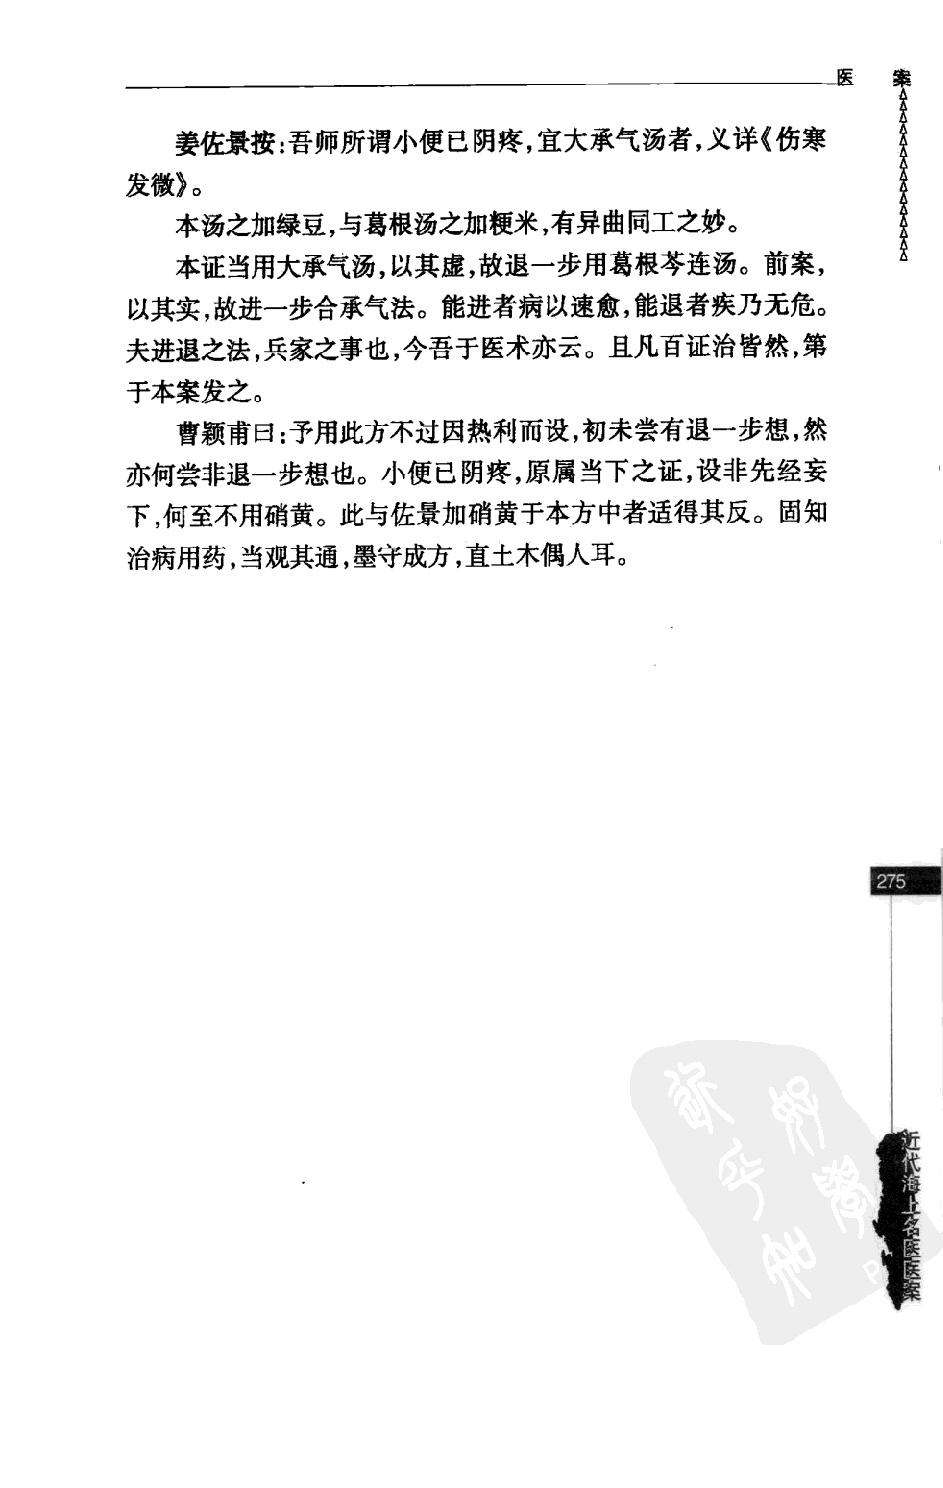 医 案
姜佐景按:吾师所谓小便已阴疼,宜大承气汤者,义详《伤寒
发微》。
本汤之加绿豆,与葛根汤之加粳米,有异曲同工之妙。
本证当用大承气汤,以其虚,故退一步用葛根芩连汤。前案,
以其实,故进一步合承气法。能进者病以速愈,能退者疾乃无危。
夫进退之法,兵家之事也,今吾于医术亦云。且凡百证治皆然,第
于本案发之。
曹颖甫曰:予用此方不过因热利而设,初未尝有退一步想,然
亦何尝非退一步想也。小便已阴疼,原属当下之证,设非先经妄
下,何至不用硝黄。此与佐景加硝黄于本方中者适得其反。固知
治病用药,当观其通,墨守成方,直土木偶人耳。
275
近代海上名医医案